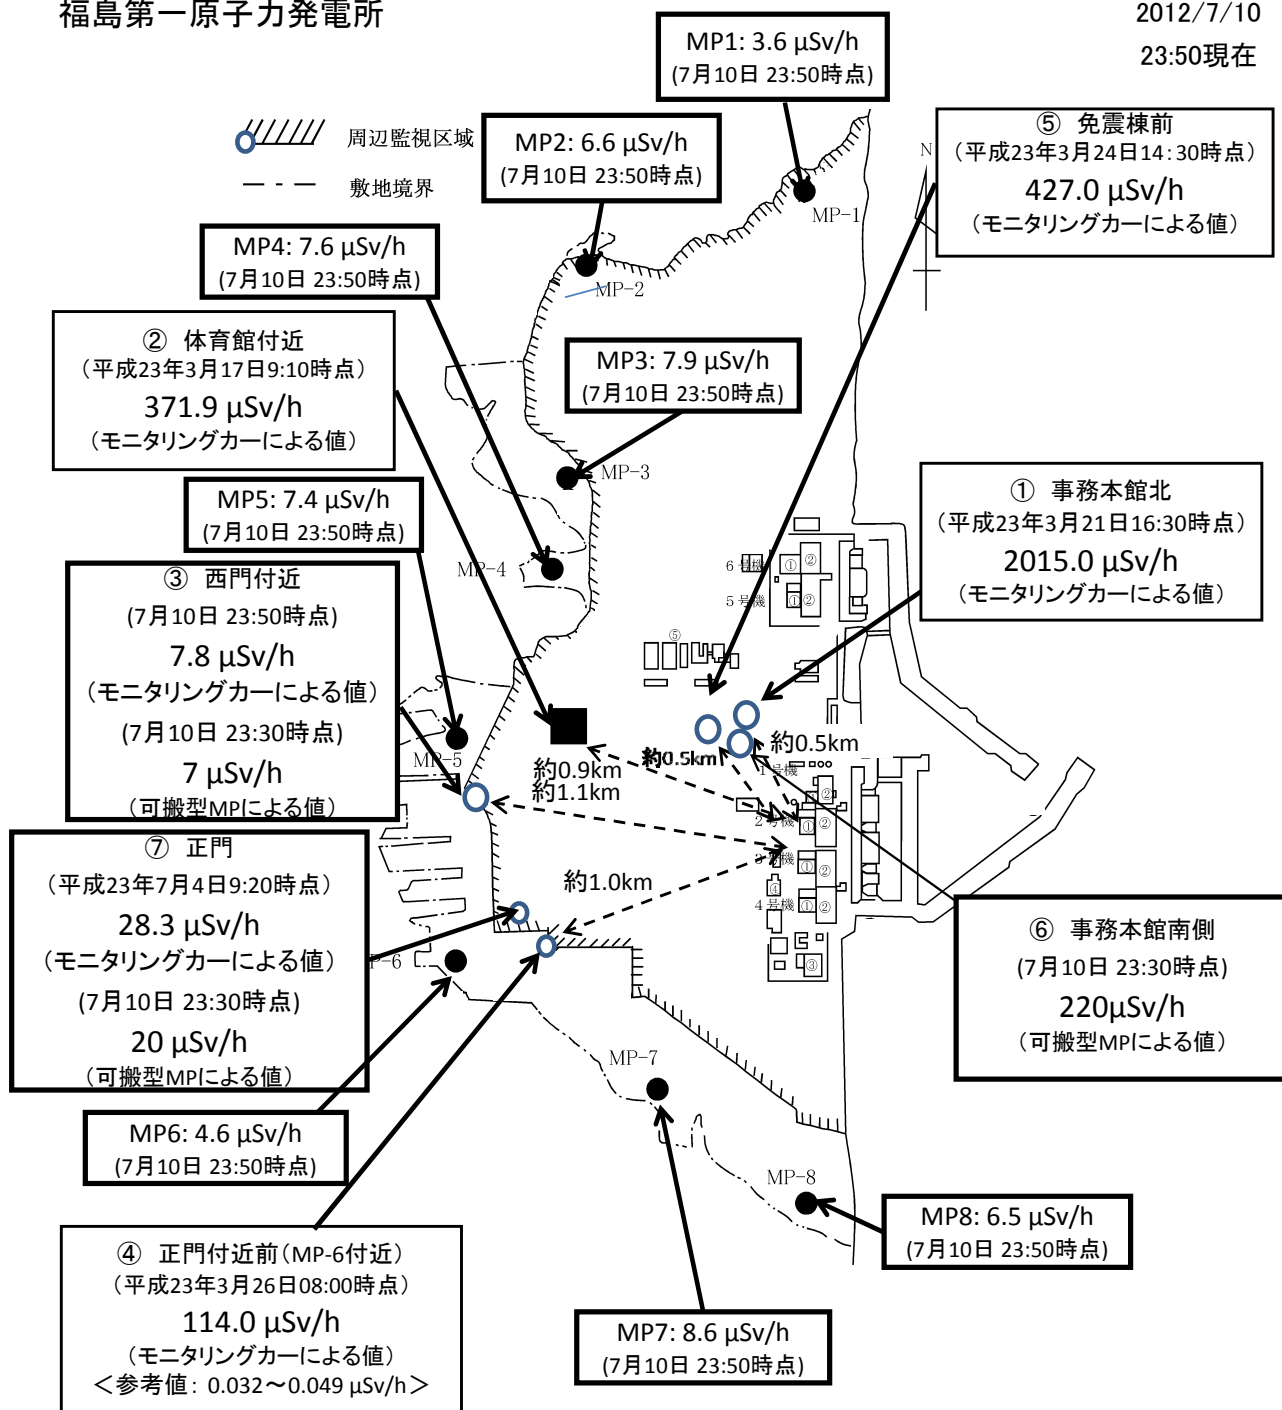 福島第一原子力発電所
2012/7/10
23:50現在
MP1: 3.6 μSv/h
(7月10日 23:50時点)
周辺監視区域
敷地境界
MP2: 6.6 μSv/h
(7月10日 23:50時点)
⑤ 免震棟前
(平成23年3月24日14:30時点)
427.0 μSv/h
(モニタリングカーによる値)
N
MP-1
MP4: 7.6 μSv/h
(7月10日 23:50時点)
MP-2
② 体育館付近
(平成23年3月17日9:10時点)
371.9 μSv/h
(モニタリングカーによる値)
MP3: 7.9 μSv/h
(7月10日 23:50時点)
MP-3
MP5: 7.4 μSv/h
(7月10日 23:50時点)
① 事務本館北
(平成23年3月21日16:30時点)
2015.0 μSv/h
(モニタリングカーによる値)
MP-4
6号機
① ②
5号機
① ②
⑤
③ 西門付近
(7月10日 23:50時点)
7.8 μSv/h
(モニタリングカーによる値)
(7月10日 23:30時点)
7 μSv/h
(可搬型MPによる値)
MP-5
約0.9km
約1.1km
約0.5km
約0.5km
1号機
②
2号機
① ②
3号機
① ②
④
4号機
① ②
③
約1.0km
⑦ 正門
(平成23年7月4日9:20時点)
28.3 μSv/h
(モニタリングカーによる値)
(7月10日 23:30時点)
20 μSv/h
(可搬型MPによる値)
P-6
⑥ 事務本館南側
(7月10日 23:30時点)
220μSv/h
(可搬型MPによる値)
MP-7
MP6: 4.6 μSv/h
(7月10日 23:50時点)
MP-8
MP8: 6.5 μSv/h
(7月10日 23:50時点)
④ 正門付近前(MP-6付近)
(平成23年3月26日08:00時点)
114.0 μSv/h
(モニタリングカーによる値)
<参考値: 0.032~0.049 μSv/h>
MP7: 8.6 μSv/h
(7月10日 23:50時点)